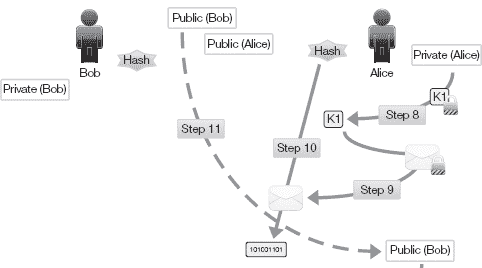 Public (Bob)
Public (Alice)
Bob
Hash
Hash
Alice
Private (Alice)
Private (Bob)
K1
Step 8
K1
Step 11
Step 10
Step 9
101001101
Public (Bob)